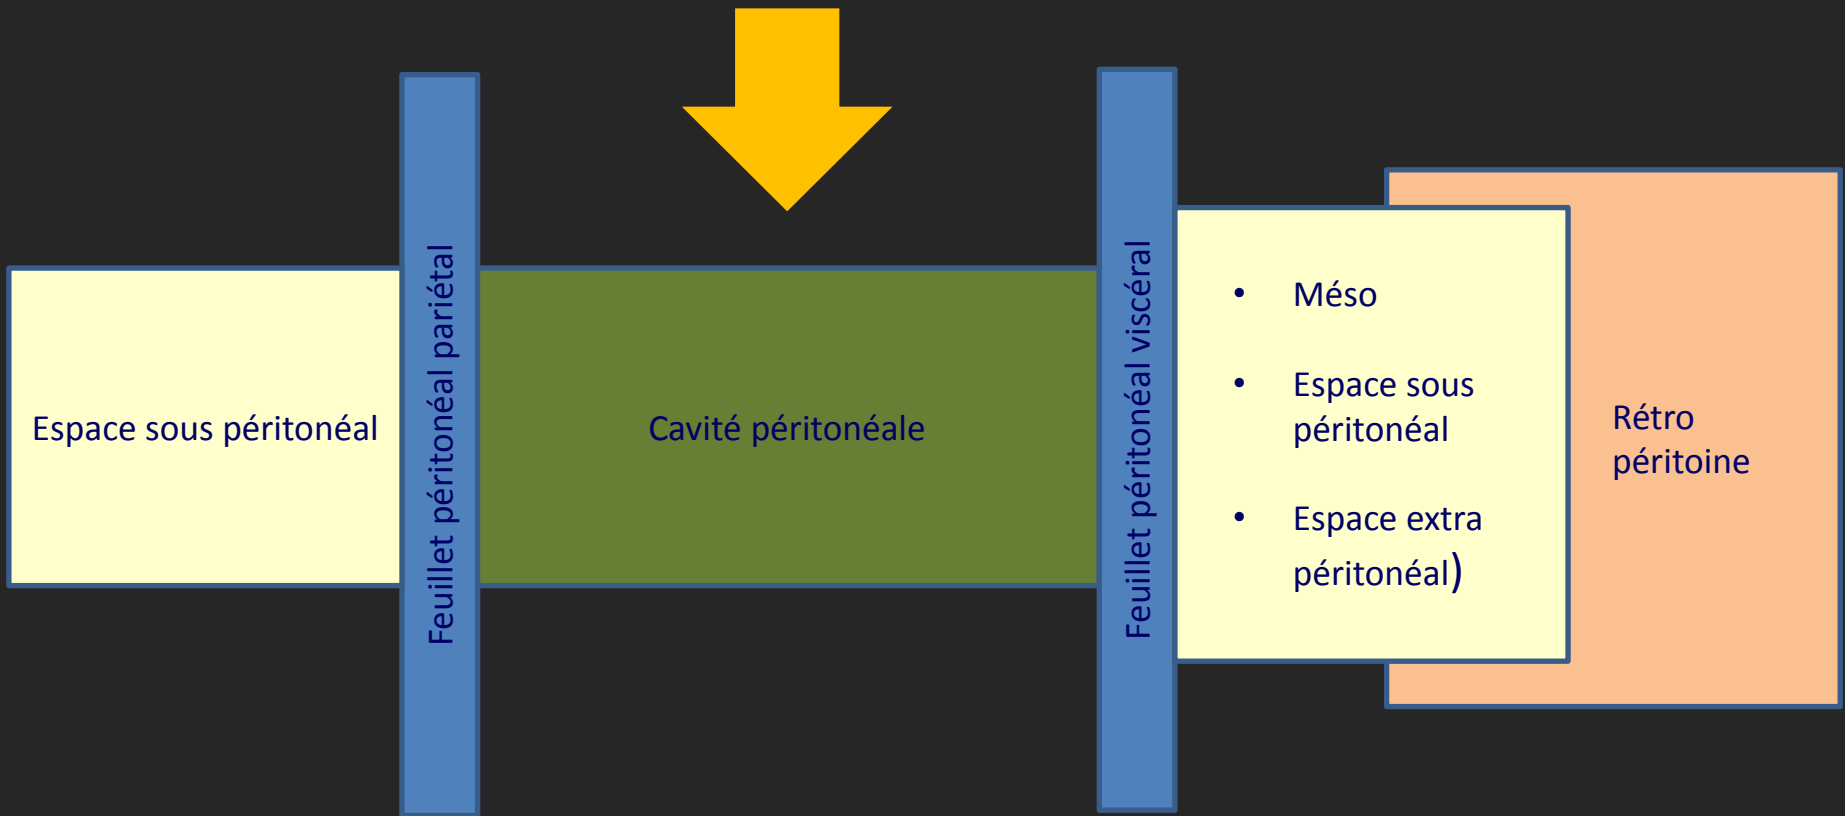 Espace sous péritonéal
Feuillet péritonéal pariétal
Cavité péritonéale
Feuillet péritonéal viscéral
• Méso
• Espace sous
péritonéal
• Espace extra
péritonéal)
Rétro
péritoine